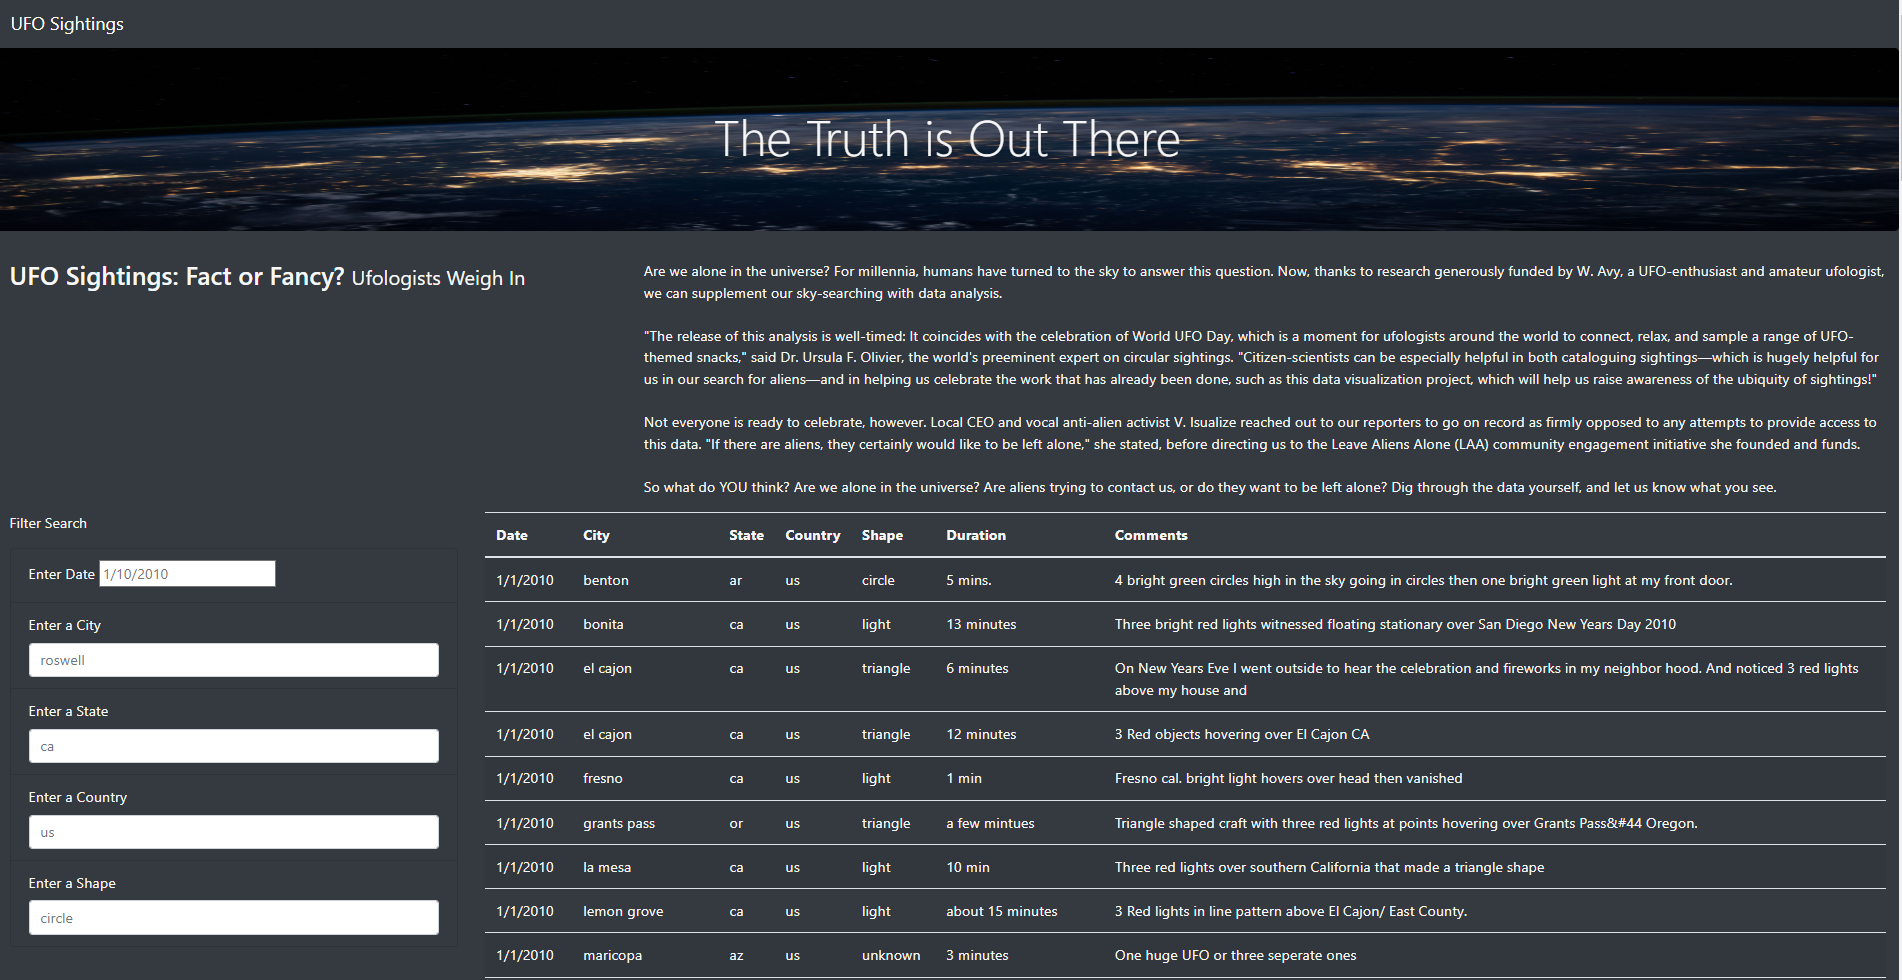 UFO Sightings
The Truth is Out There
UFO Sightings: Fact or Fancy? Ufologists Weigh In
Are we alone in the universe? For millennia, humans have turned to the sky to answer this question. Now, thanks to research generously funded by W. Avy, a UFO-enthusiast and amateur ufologist,
we can supplement our sky-searching with data analysis.
"The release of this analysis is well-timed: It coincides with the celebration of World UFO Day, which is a moment for ufologists around the world to connect, relax, and sample a range of UFO-
themed snacks," said Dr. Ursula F. Olivier, the world's preeminent expert on circular sightings. "Citizen-scientists can be especially helpful in both cataloguing sightings—which is hugely helpful for
us in our search for aliens—and in helping us celebrate the work that has already been done, such as this data visualization project, which will help us raise awareness of the ubiquity of sightings!"
Not everyone is ready to celebrate, however. Local CEO and vocal anti-alien activist V. Isualize reached out to our reporters to go on record as firmly opposed to any attempts to provide access to
this data. "If there are aliens, they certainly would like to be left alone," she stated, before directing us to the Leave Aliens Alone (LAA) community engagement initiative she founded and funds.
So what do YOU think? Are we alone in the universe? Are aliens trying to contact us, or do they want to be left alone? Dig through the data yourself, and let us know what you see.
Filter Search
Enter Date 1/10/2010
Enter a City
roswell
Enter a State
ca
Enter a Country
us
Enter a Shape
circle
Date City State Country Shape Duration Comments
1/1/2010 benton ar us circle 5 mins. 4 bright green circles high in the sky going in circles then one bright green light at my front door.
1/1/2010 bonita ca us light 13 minutes Three bright red lights witnessed floating stationary over San Diego New Years Day 2010
1/1/2010 el cajon ca us triangle 6 minutes On New Years Eve I went outside to hear the celebration and fireworks in my neighbor hood. And noticed 3 red lights
above my house and
1/1/2010 el cajon ca us triangle 12 minutes 3 Red objects hovering over El Cajon CA
1/1/2010 fresno ca us light 1 min Fresno cal. bright light hovers over head then vanished
1/1/2010 grants pass or us triangle a few mintues Triangle shaped craft with three red lights at points hovering over Grants Pass&#44 Oregon.
1/1/2010 la mesa ca us light 10 min Three red lights over southern California that made a triangle shape
1/1/2010 lemon grove ca us light about 15 minutes 3 Red lights in line pattern above El Cajon/ East County.
1/1/2010 maricopa az us unknown 3 minutes One huge UFO or three seperate ones